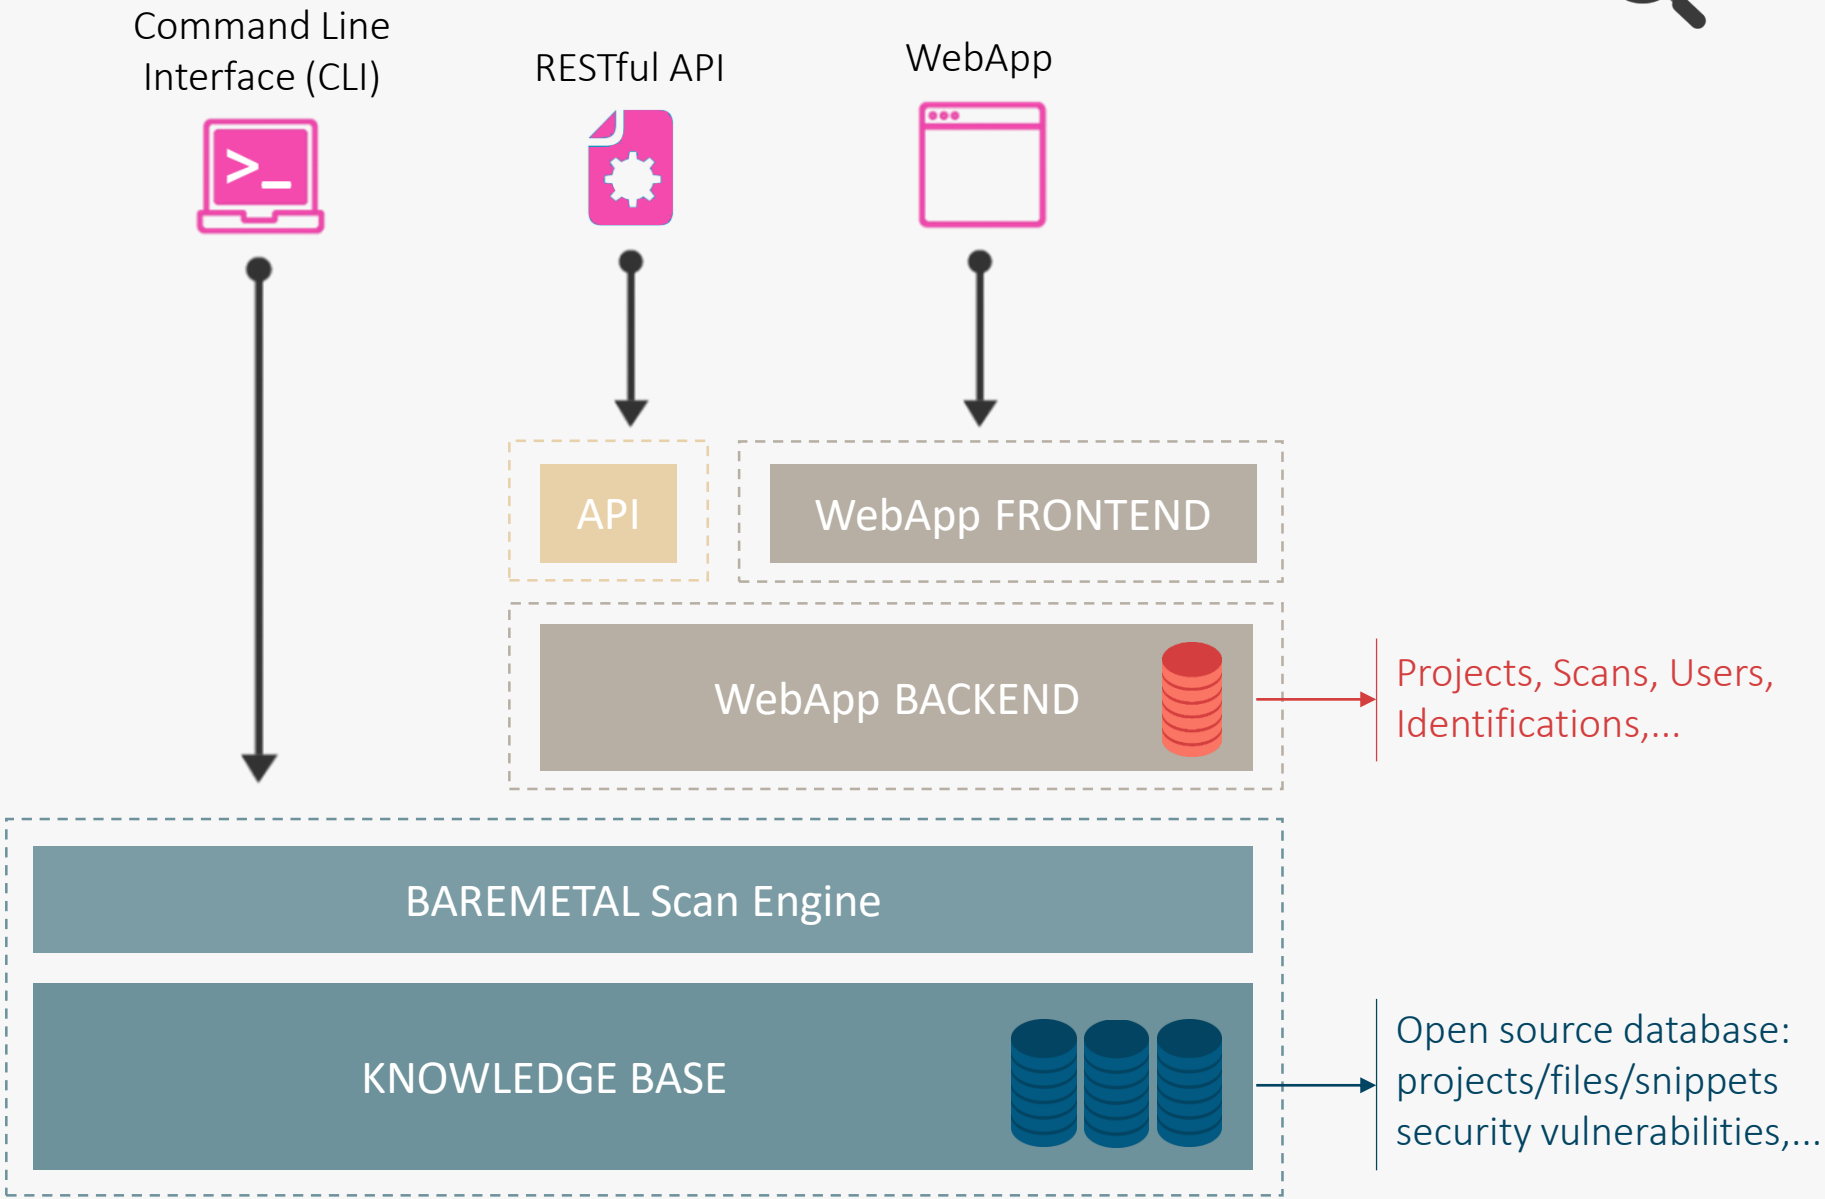 Command Line
Interface (CLI)
RESTful API
WebApp
>_
API
WebApp FRONTEND
WebApp BACKEND
Projects, Scans, Users,
Identifications,...
BAREMETAL Scan Engine
KNOWLEDGE BASE
Open source database:
projects/files/snippets
security vulnerabilities,...